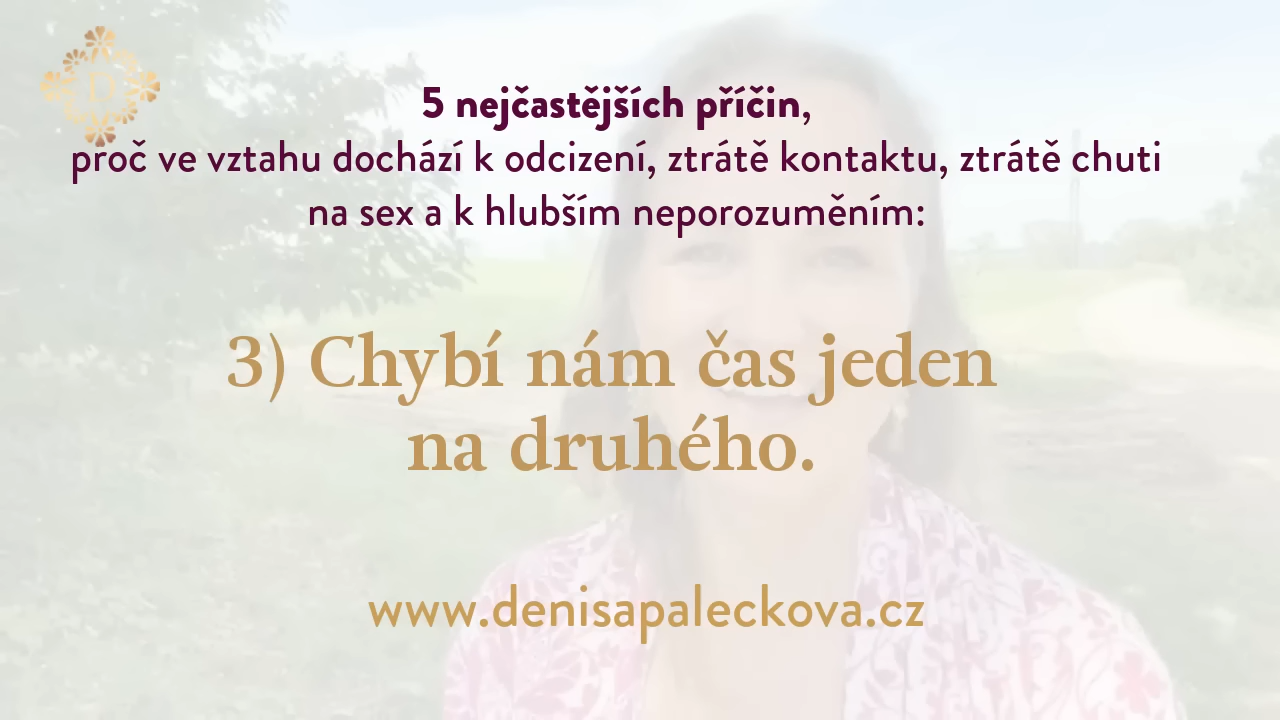 5 nejčastějších příčin,
proč ve vztahu dochází k odcizení, ztrátě kontaktu, ztrátě chuti
na sex a k hlubším neporozuměním:
3) Chybí nám čas jeden
na druhého.
www.denisapaleckova.cz